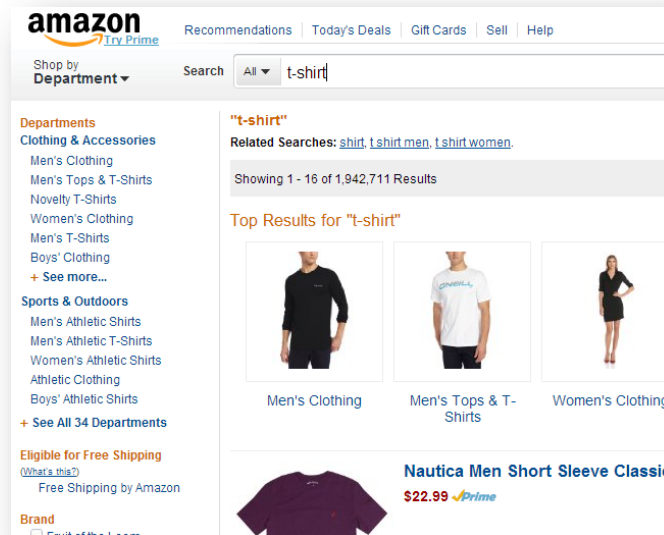 amazon
Try Prime
Recommendations
Today's Deals
Gift Cards
Sell
Help
Shop by
Department
Search
All
t-shirt
Departments
Clothing & Accessories
Men's Clothing
Men's Tops & T-Shirts
Novelty T-Shirts
Women's Clothing
Men's T-Shirts
Boys' Clothing
+ See more...
Sports & Outdoors
Men's Athletic Shirts
Men's Athletic T-Shirts
Women's Athletic Shirts
Athletic Clothing
Boys' Athletic Shirts
+ See All 34 Departments
Eligible for Free Shipping
(What's this?)
Free Shipping by Amazon
Brand
Fruit of the Loom
"t-shirt"
Related Searches: shirt, t shirt men, t shirt women.
Showing 1 - 16 of 1,942,711 Results
Top Results for "t-shirt"
O'NEILL
Men's Clothing
Men's Tops & T-
Shirts
Women's Clothing
Nautica Men Short Sleeve Classi
$22.99 Prime